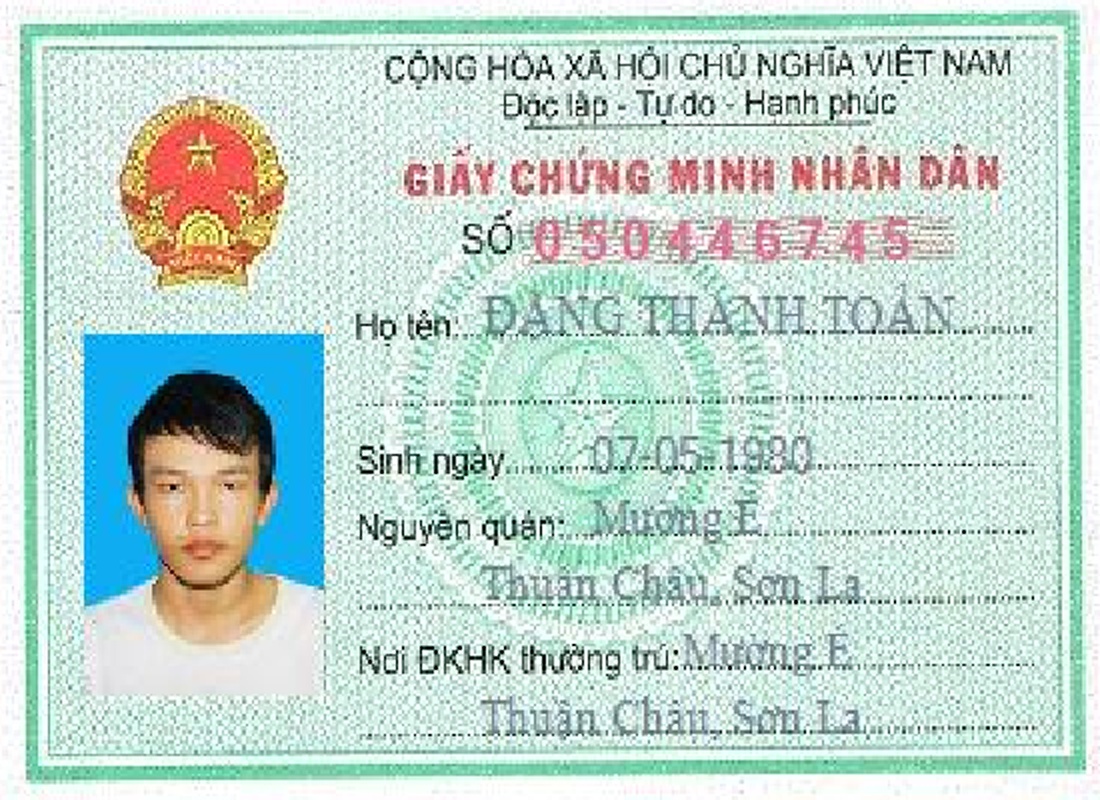 CỘNG HÒA XÃ HỘI CHỦ NGHĨA VIỆT NAM
Độc lập - Tự do - Hạnh phúc
GIẤY CHỨNG MINH NHÂN DÂN
SỐ 050446745
Họ tên: ĐẶNG THANH TOÁN
Sinh ngày 07-05-1980
Nguyên quán: Mường É
Thuận Châu, Sơn La
Nơi ĐKHK thường trú: Mường É
Thuận Châu, Sơn La